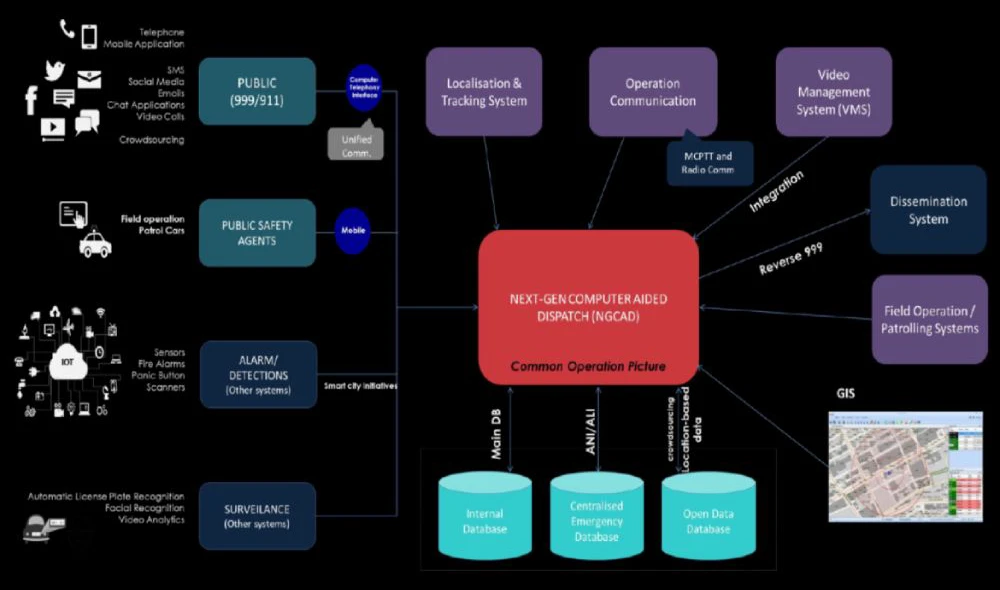 Telephone
Mobile Application
SMS
Social Media
Emails
Chat Applications
Video Calls
Crowdsourcing
PUBLIC
(999/911)
Computer
Telephony
Interface
Unified
Comm.
Field operation
Patrol Cars
PUBLIC SAFETY
AGENTS
Mobile
IOT
Sensors
Fire Alarms
Panic Button
Scanners
ALARM/
DETECTIONS
(Other systems)
Smart city initiatives
Automatic License Plate Recognition
Facial Recognition
Video Analytics
SURVEILANCE
(Other systems)
Localisation &
Tracking System
Operation
Communication
MCPTT and
Radio Comm
Video
Management
System (VMS)
Integration
Dissemination
System
Reverse 999
NEXT-GEN COMPUTER AIDED
DISPATCH (NGCAD)
Common Operation Picture
Field Operation /
Patrolling Systems
GIS
Main DB
ANI/ALI
crowdsourcing
Location-based
data
Internal
Database
Centralised
Emergency
Database
Open Data
Database